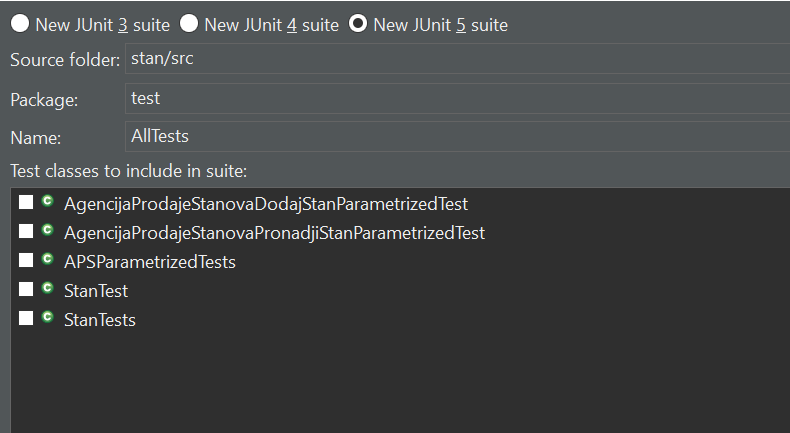 New JUnit 3 suite New JUnit 4 suite New JUnit 5 suite
Source folder: stan/src
Package: test
Name: AllTests
Test classes to include in suite:
C AgencijaProdajeStanovaDodajStanParametrizedTest
C AgencijaProdajeStanovaPronadjiStanParametrizedTest
C APSParametrizedTests
C StanTest
C StanTests